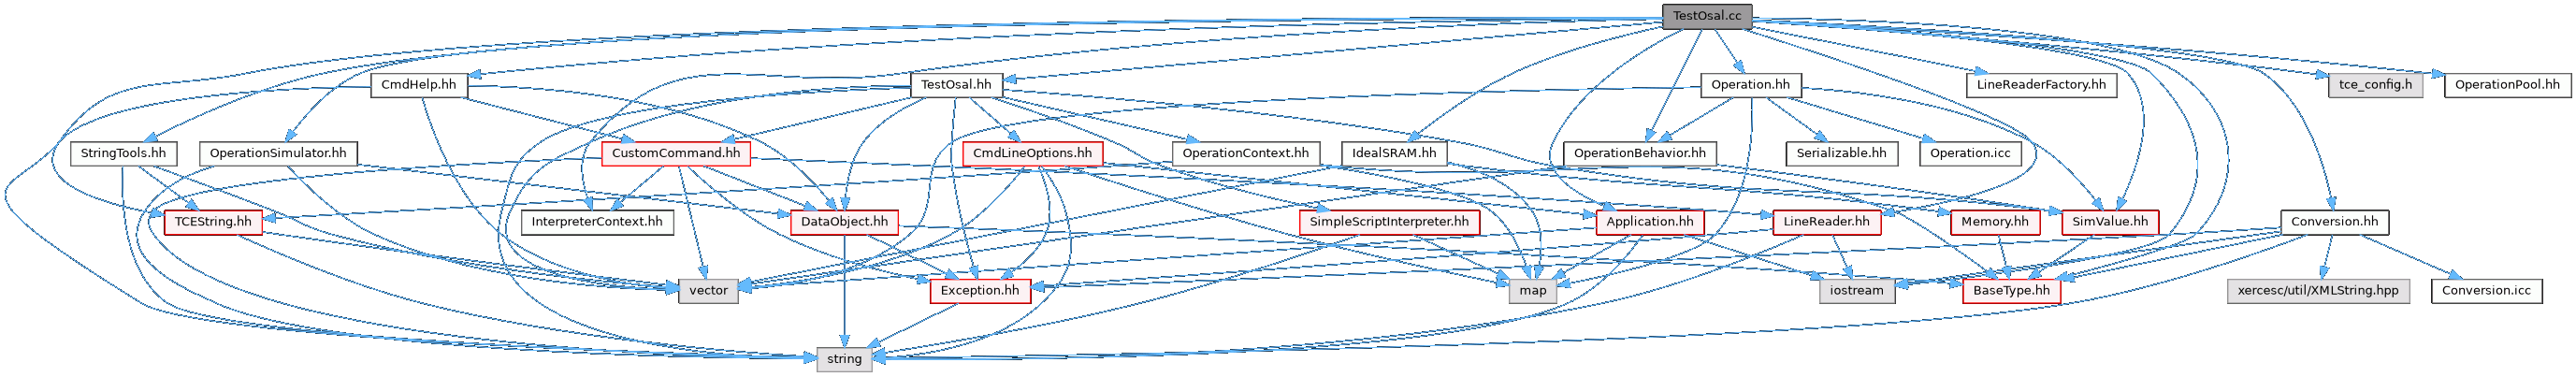 TestOsal.cc
CmdHelp.hh
TestOsal.hh
Operation.hh
LineReaderFactory.hh
tce_config.h
OperationPool.hh
StringTools.hh
OperationSimulator.hh
CustomCommand.hh
CmdLineOptions.hh
OperationContext.hh
IdealSRAM.hh
OperationBehavior.hh
Serializable.hh
Operation.icc
TCEString.hh
InterpreterContext.hh
DataObject.hh
SimpleScriptInterpreter.hh
Application.hh
LineReader.hh
Memory.hh
SimValue.hh
Conversion.hh
vector
Exception.hh
map
iostream
BaseType.hh
xercesc/util/XMLString.hpp
Conversion.icc
string